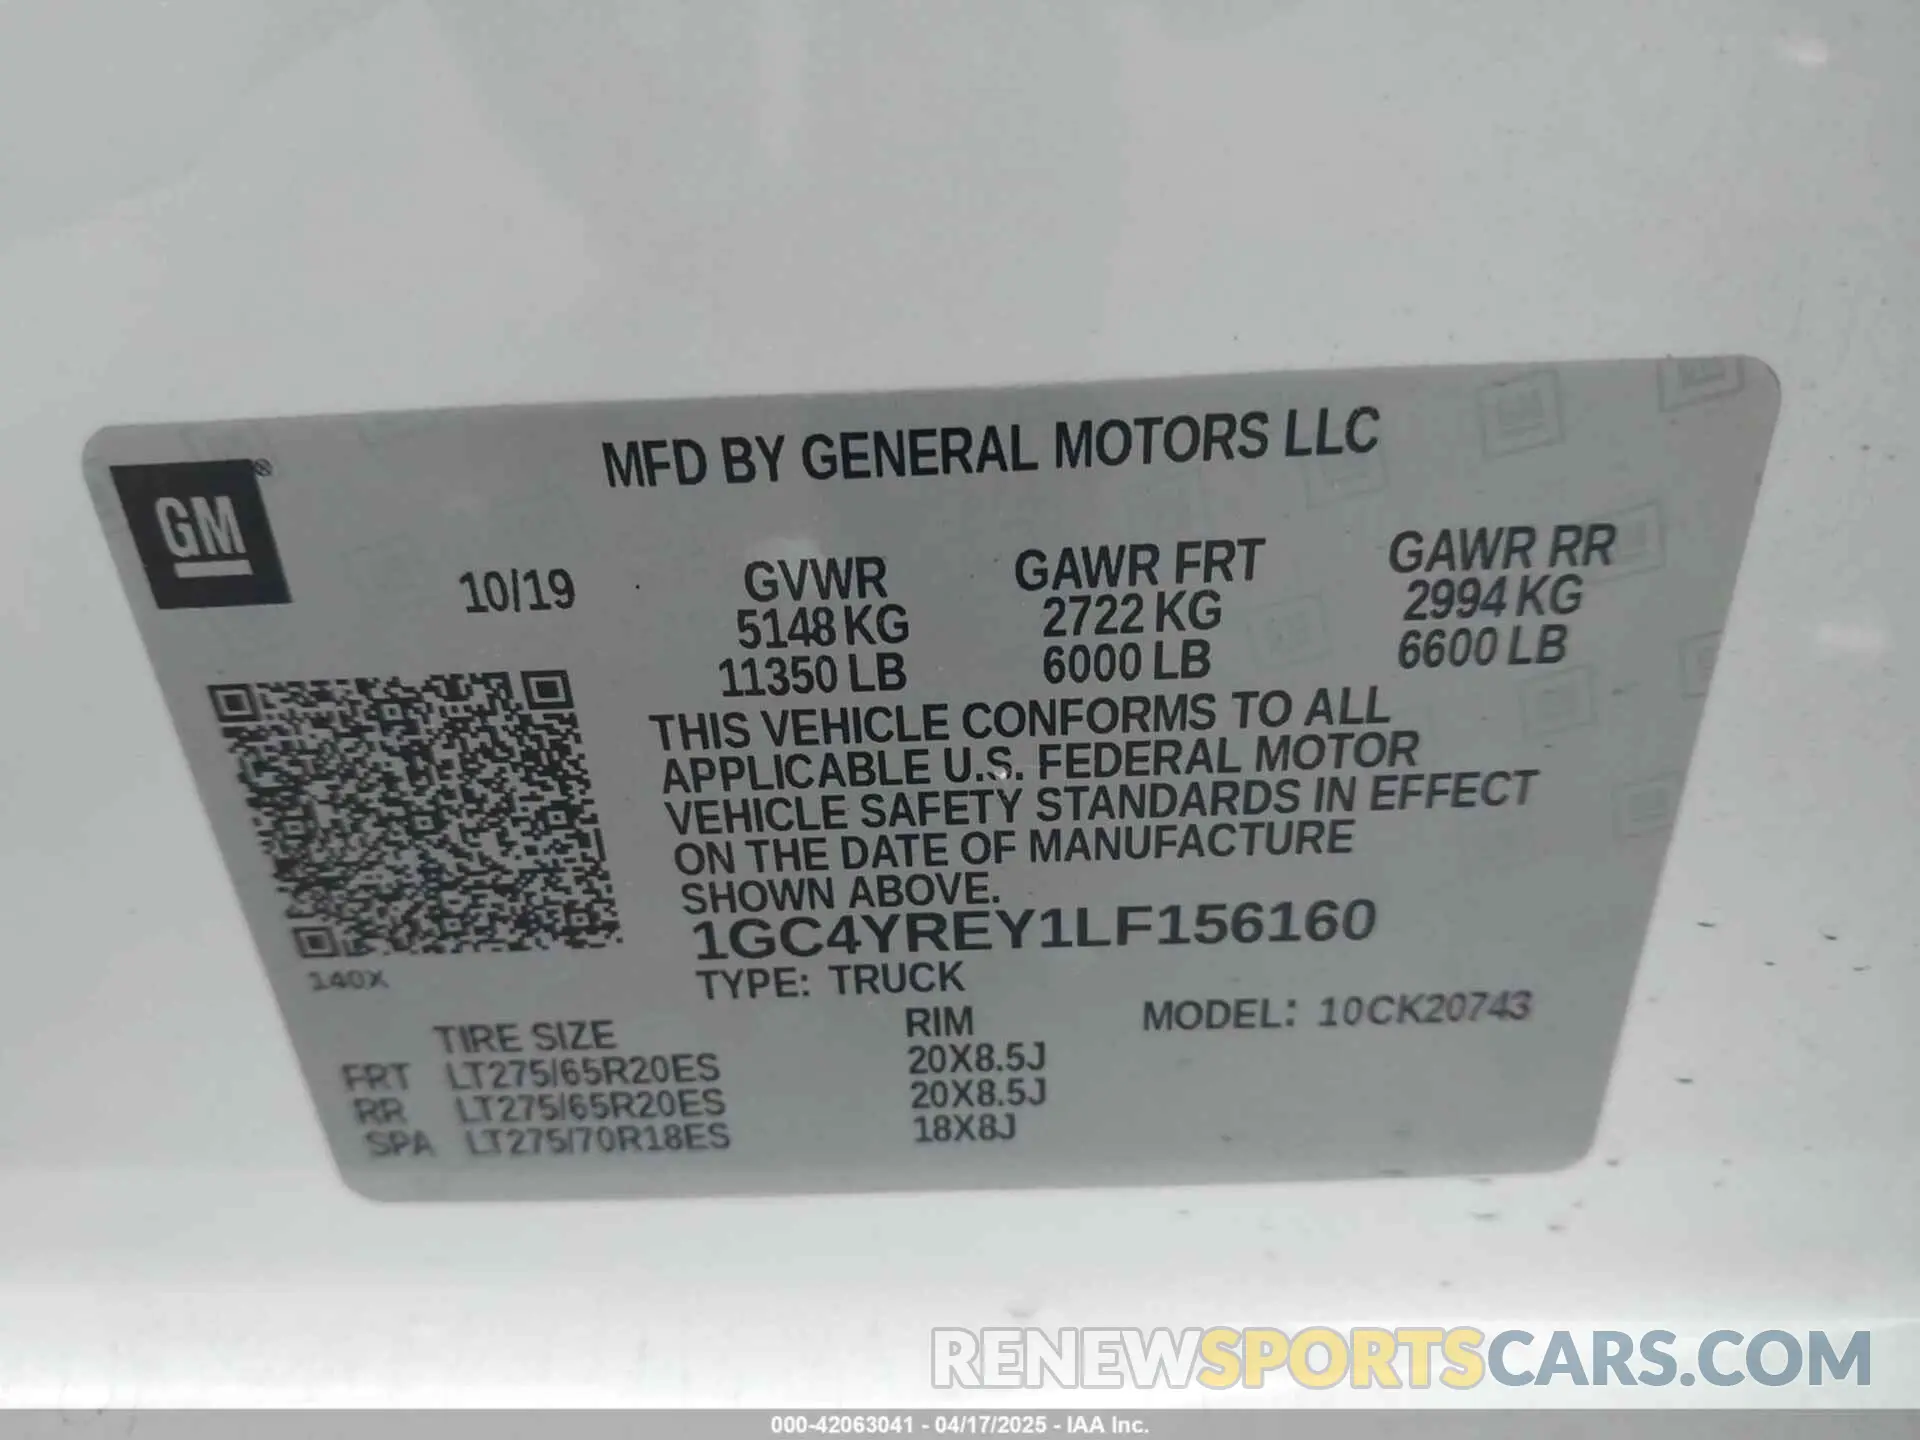 MFD BY GENERAL MOTORS LLC
GM®
10/19 GVWR GAWR FRT GAWR RR
5148 KG 2722 KG 2994 KG
11350 LB 6000 LB 6600 LB
THIS VEHICLE CONFORMS TO ALL
APPLICABLE U.S. FEDERAL MOTOR
VEHICLE SAFETY STANDARDS IN EFFECT
ON THE DATE OF MANUFACTURE
SHOWN ABOVE.
1GC4YREY1LF156160
140X
TYPE: TRUCK
TIRE SIZE RIM MODEL: 10CK20743
FRT LT275/65R20ES 20X8.5J
RR LT275/65R20ES 20X8.5J
SPA LT275/70R18ES 18X8J
RENEWSPORTSCARS.COM
000-42063041 - 04/17/2025 - IAA Inc.